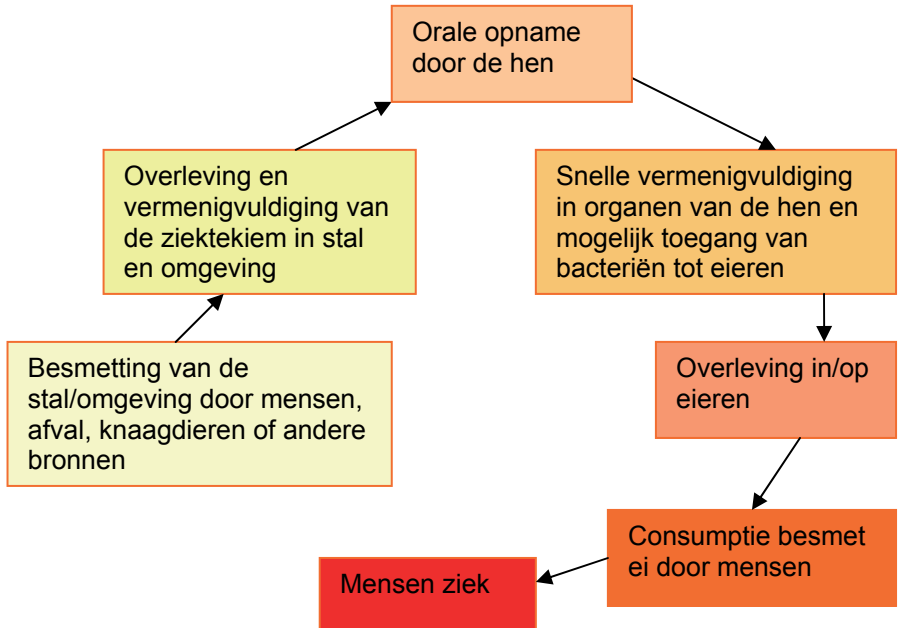 Orale opname
door de hen
Overleving en
vermenigvuldiging van
de ziektekiem in stal
en omgeving
Snelle vermenigvuldiging
in organen van de hen en
mogelijk toegang van
bacteriën tot eieren
Besmetting van de
stal/omgeving door mensen,
afval, knaagdieren of andere
bronnen
Overleving in/op
eieren
Consumptie besmet
ei door mensen
Mensen ziek